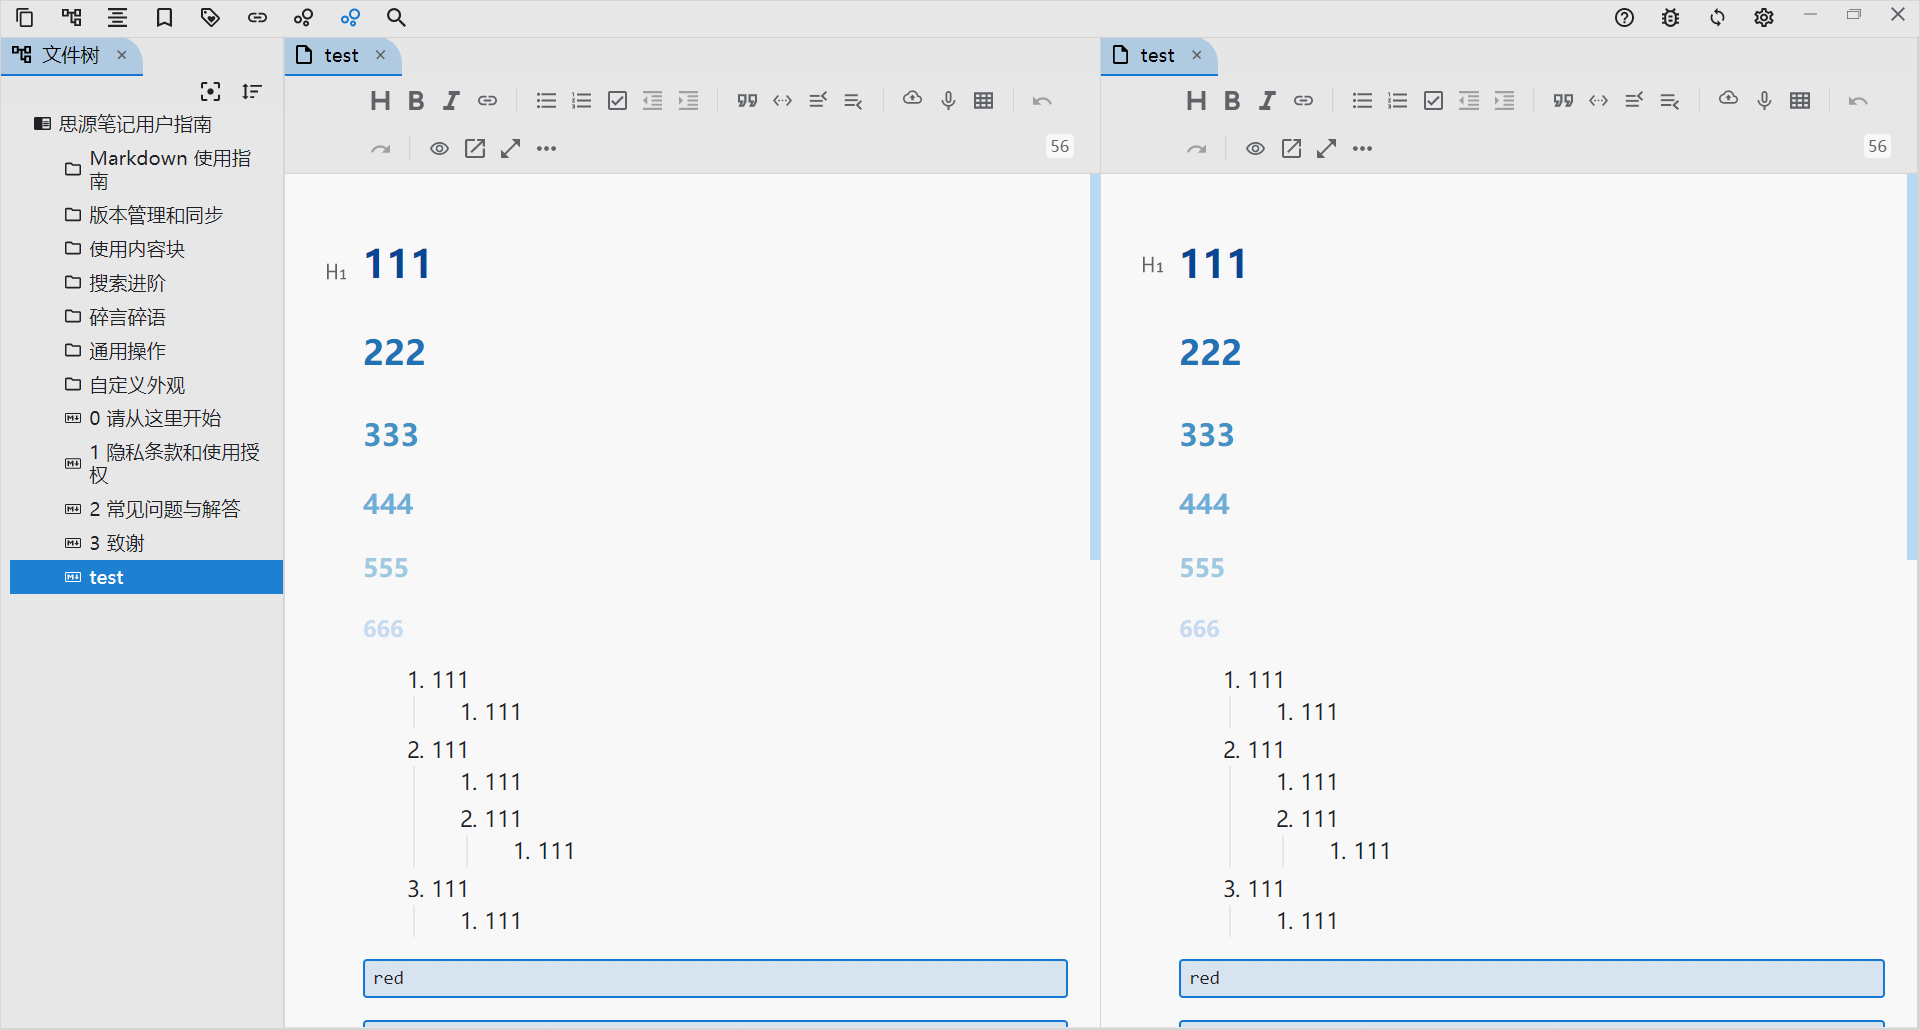 文件树
思源笔记用户指南
Markdown 使用指
南
版本管理和同步
使用内容块
搜索进阶
碎言碎语
通用操作
自定义外观
0 请从这里开始
1 隐私条款和使用授
权
2 常见问题与解答
3 致谢
test
test
56
H1 111
222
333
444
555
666
1. 111
1. 111
2. 111
1. 111
2. 111
1. 111
3. 111
1. 111
red
test
56
H1 111
222
333
444
555
666
1. 111
1. 111
2. 111
1. 111
2. 111
1. 111
3. 111
1. 111
red